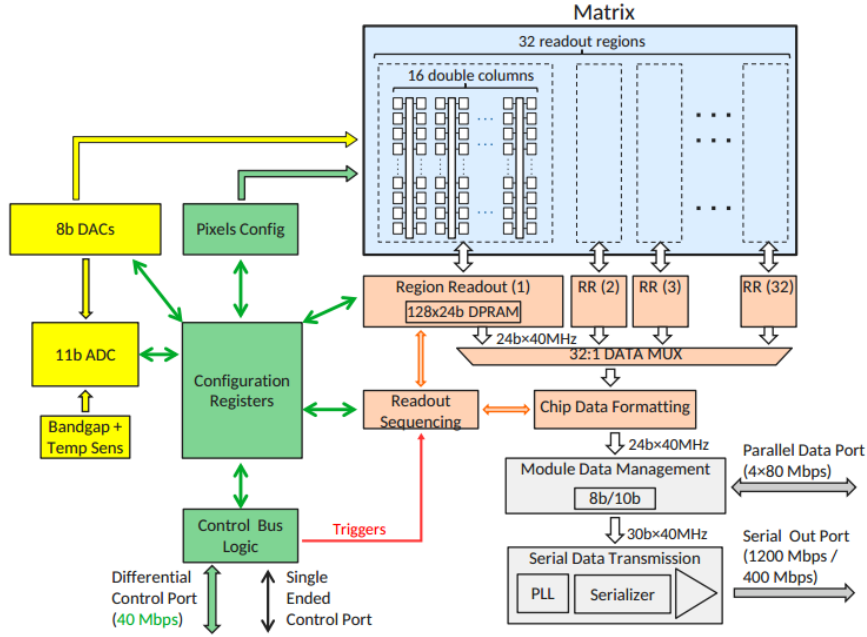 Matrix
32 readout regions
16 double columns
8b DACs
Pixels Config
Region Readout (1)
128x24b DPRAM
RR (2)
RR (3)
RR (32)
24b×40MHz
32:1 DATA MUX
11b ADC
Configuration
Registers
Readout
Sequencing
Chip Data Formatting
Bandgap +
Temp Sens
24b×40MHz
Module Data Management
8b/10b
Parallel Data Port
(4×80 Mbps)
Control Bus
Logic
Triggers
30b×40MHz
Serial Data Transmission
PLL
Serializer
Serial Out Port
(1200 Mbps /
400 Mbps)
Differential
Control Port
(40 Mbps)
Single
Ended
Control Port